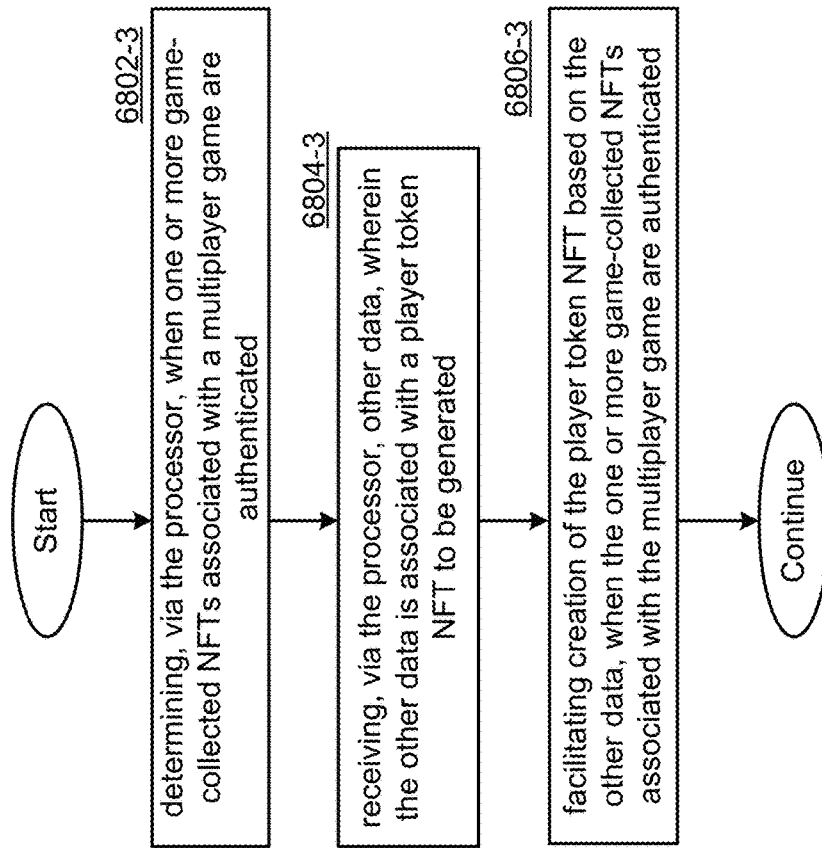 Start
6802-3
determining, via the processor, when one or more game-
collected NFTs associated with a multiplayer game are
authenticated
6804-3
receiving, via the processor, other data, wherein
the other data is associated with a player token
NFT to be generated
6806-3
facilitating creation of the player token NFT based on the
other data, when the one or more game-collected NFTs
associated with the multiplayer game are authenticated
Continue